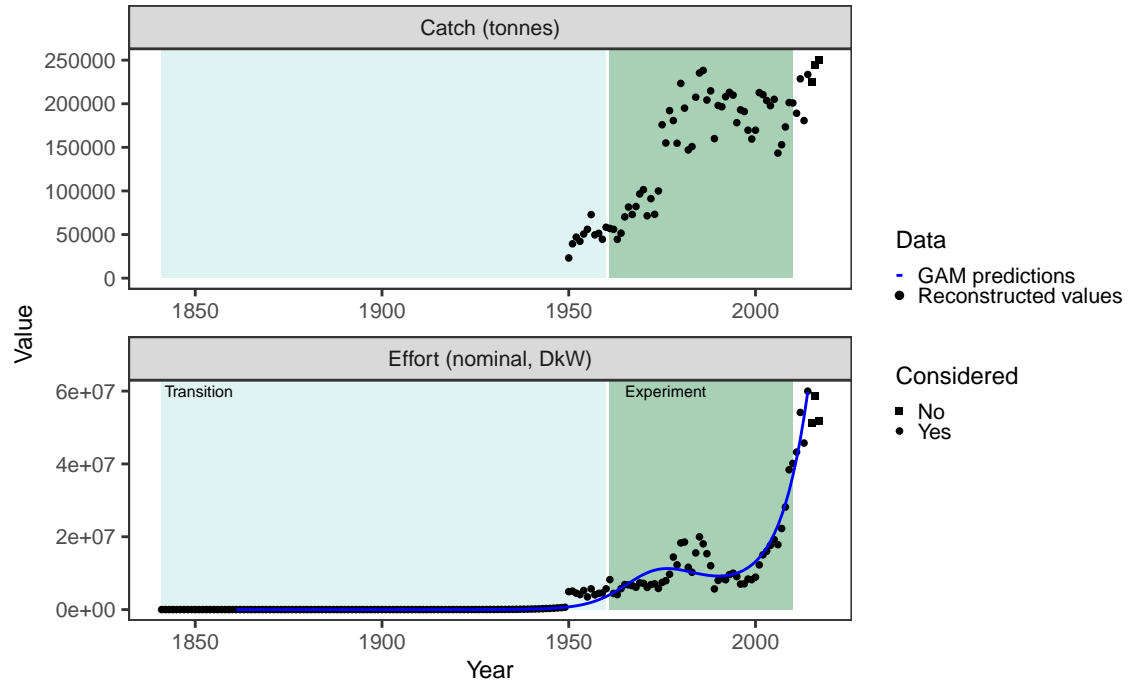 Catch (tonnes)
250000
200000
150000
100000
50000
0
1850 1900 1950 2000
Value
Effort (nominal, DkW)
Transition Experiment
6e+07
4e+07
2e+07
0e+00
1850 1900 1950 2000
Year
Data
GAM predictions
Reconstructed values
Considered
No
Yes